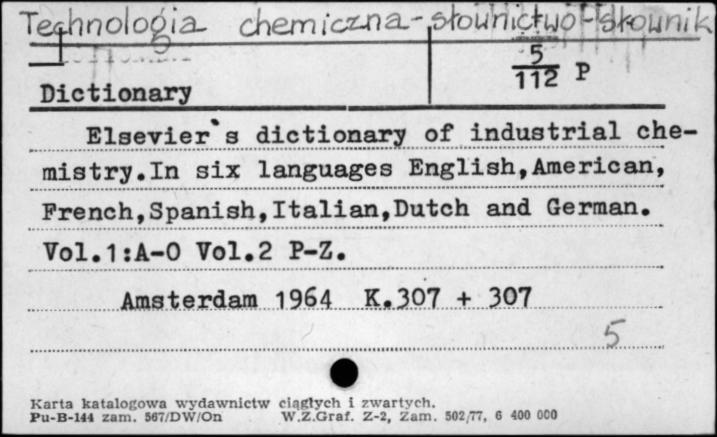 Technologia chemiczna-słownictwo-słownik
5
112 P
Dictionary
Elsevier`s dictionary of industrial che-
mistry.In six languages English,American,
French,Spanish,Italian,Dutch and German.
Vol.1:A-O Vol.2 P-Z.
Amsterdam 1964 K.307 + 307
5
Karta katalogowa wydawnictw ciągłych i zwartych.
Pu-B-144 zam. 567/DW/On W.Z.Graf. Z-2, Zam. 502/77, 6 400 000